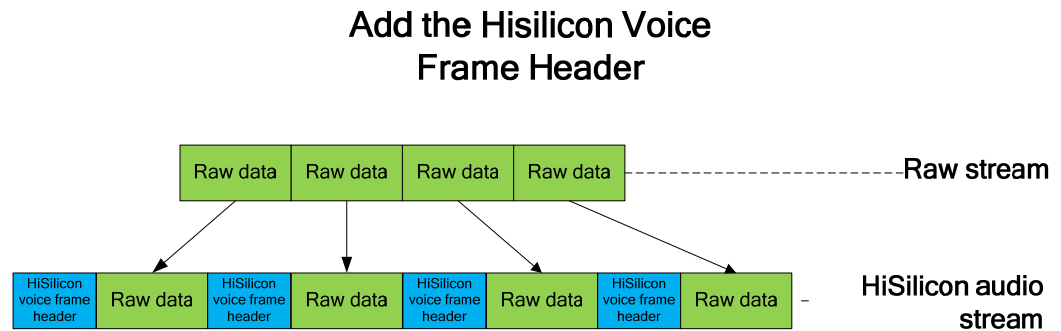 Add the Hisilicon Voice
Frame Header
Raw data Raw data Raw data Raw data Raw stream
HiSilicon voice frame header Raw data HiSilicon voice frame header Raw data HiSilicon voice frame header Raw data HiSilicon voice frame header Raw data
HiSilicon audio
stream